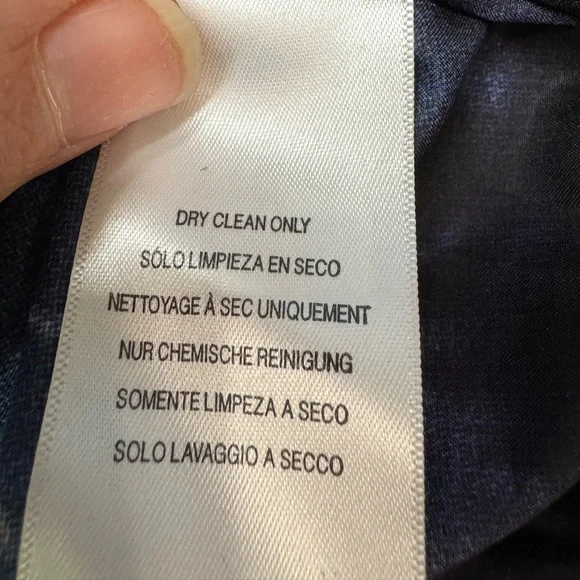 DRY CLEAN ONLY
SÓLO LIMPIEZA EN SECO
NETTOYAGE À SEC UNIQUEMENT
NUR CHEMISCHE REINIGUNG
SOMENTE LIMPEZA A SECO
SOLO LAVAGGIO A SECCO